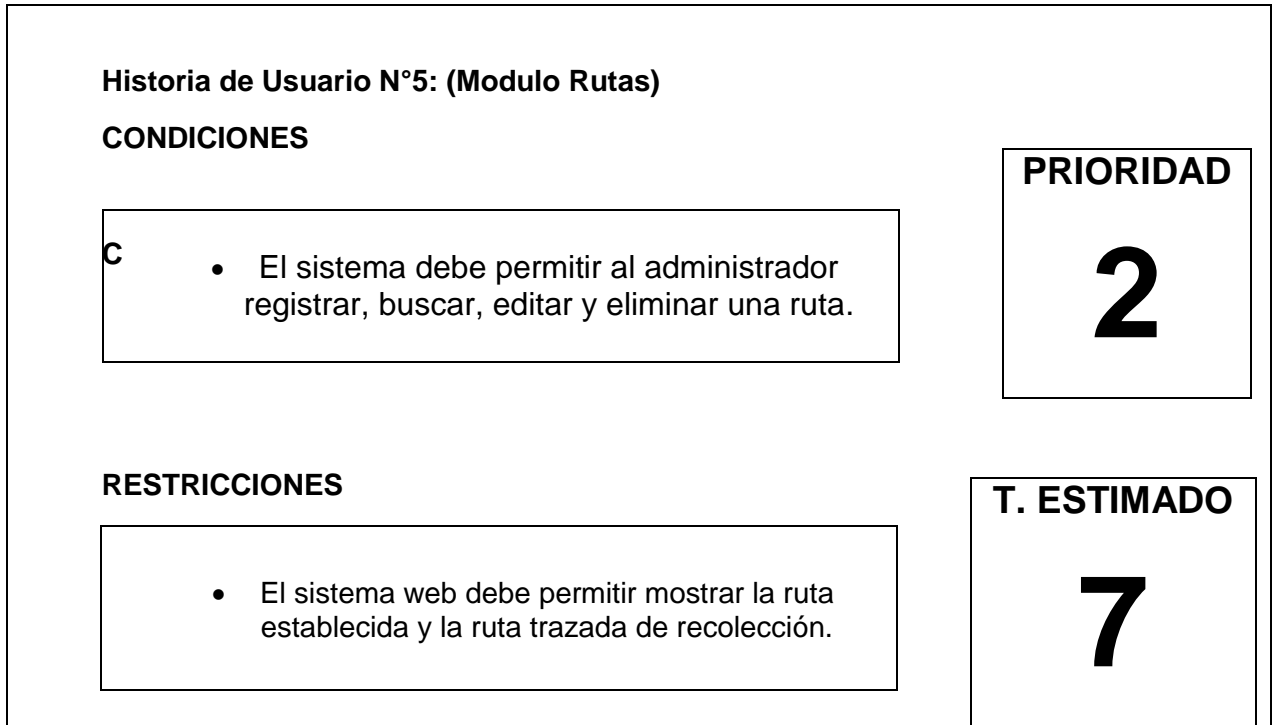 Historia de Usuario N°5: (Modulo Rutas)
CONDICIONES
PRIORIDAD
2
C
• El sistema debe permitir al administrador
registrar, buscar, editar y eliminar una ruta.
RESTRICCIONES
T. ESTIMADO
7
• El sistema web debe permitir mostrar la ruta
establecida y la ruta trazada de recolección.